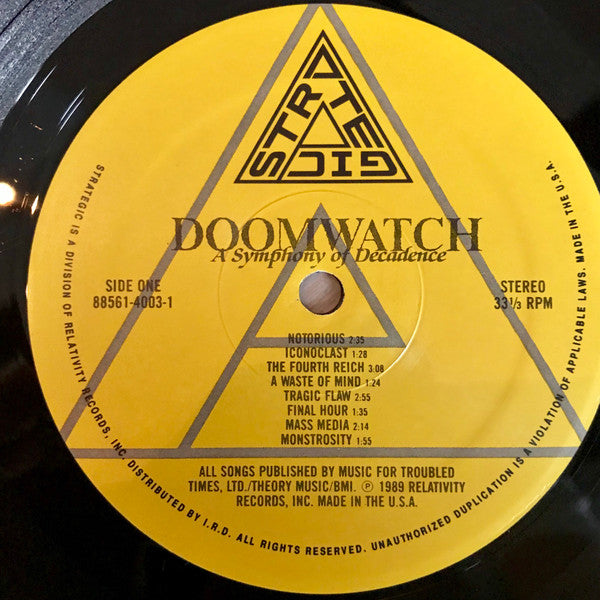 STRATEGIC
DOOMWATCH
A Symphony of Decadence
SIDE ONE
88561-4003-1
STEREO
33 1/3 RPM
NOTORIOUS 2:35
ICONOCLAST 1:28
THE FOURTH REICH 3:08
A WASTE OF MIND 1:24
TRAGIC FLAW 2:55
FINAL HOUR 1:35
MASS MEDIA 2:14
MONSTROSITY 1:55
ALL SONGS PUBLISHED BY MUSIC FOR TROUBLED
TIMES, LTD./THEORY MUSIC/BMI. ℗ 1989 RELATIVITY
RECORDS, INC. MADE IN THE U.S.A.
STRATEGIC IS A DIVISION OF RELATIVITY RECORDS, INC. DISTRIBUTED BY I.R.D. ALL RIGHTS RESERVED. UNAUTHORIZED DUPLICATION IS A VIOLATION OF APPLICABLE LAWS. MADE IN THE U.S.A.